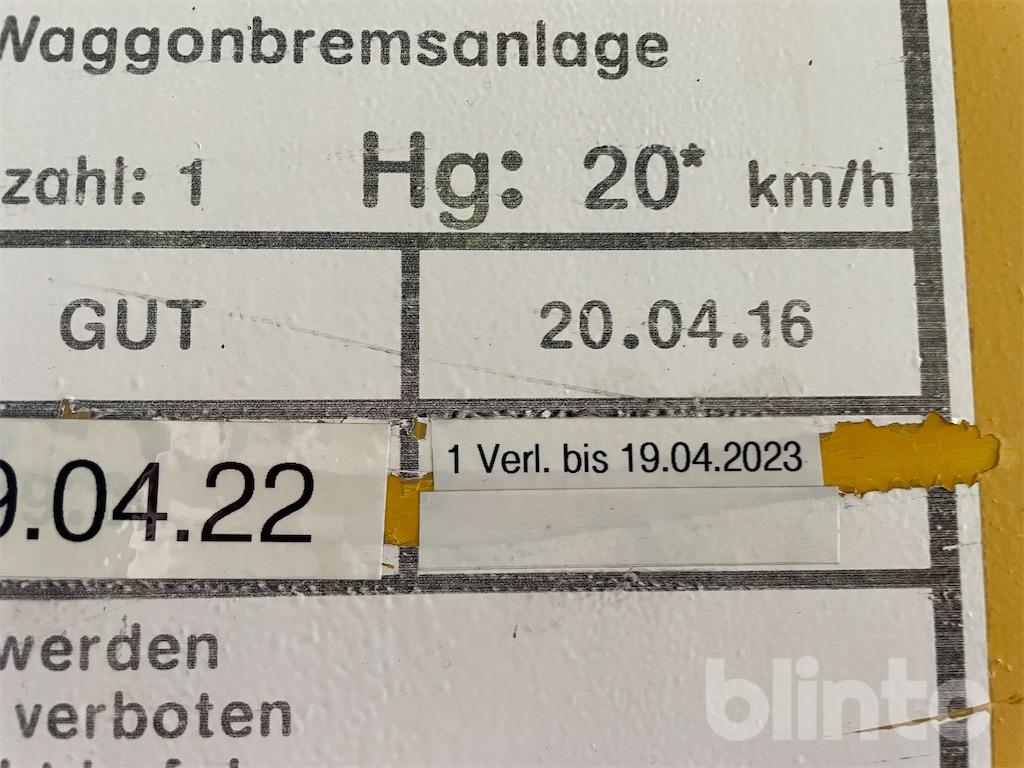 Waggonbremsanlage
zahl: 1 Hg: 20* km/h
GUT 20.04.16
9.04.22 1 Verl. bis 19.04.2023
werden
verboten
blinto